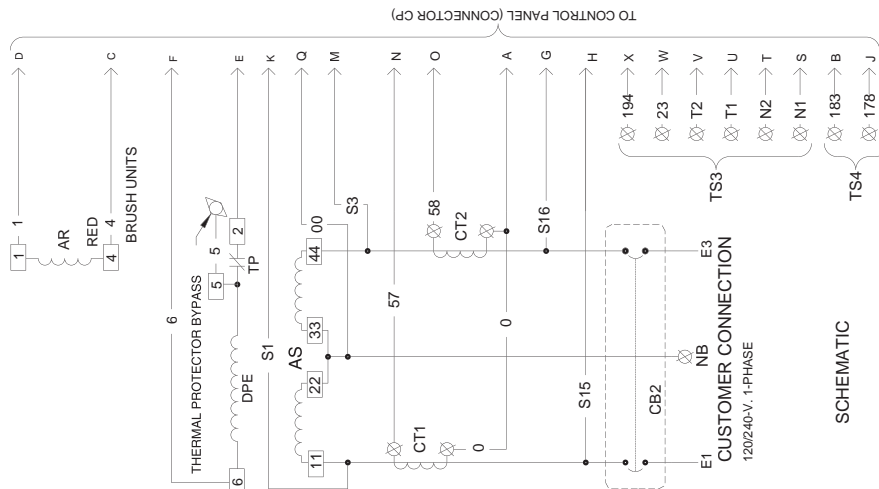 TO CONTROL PANEL (CONNECTOR CP)
D
C
F
E
K
Q
M
N
O
A
G
H
X
W
V
U
T
S
B
J
1
4
6
5
2
S1
00
S3
57
58
0
0
S16
S15
194
23
T2
T1
N2
N1
183
178
1
AR
RED
4
BRUSH UNITS
THERMAL PROTECTOR BYPASS
5
TP
DPE
6
AS
11
22
33
44
CT1
CT2
TS3
TS4
CB2
E1
NB
E3
CUSTOMER CONNECTION
120/240-V. 1-PHASE
SCHEMATIC